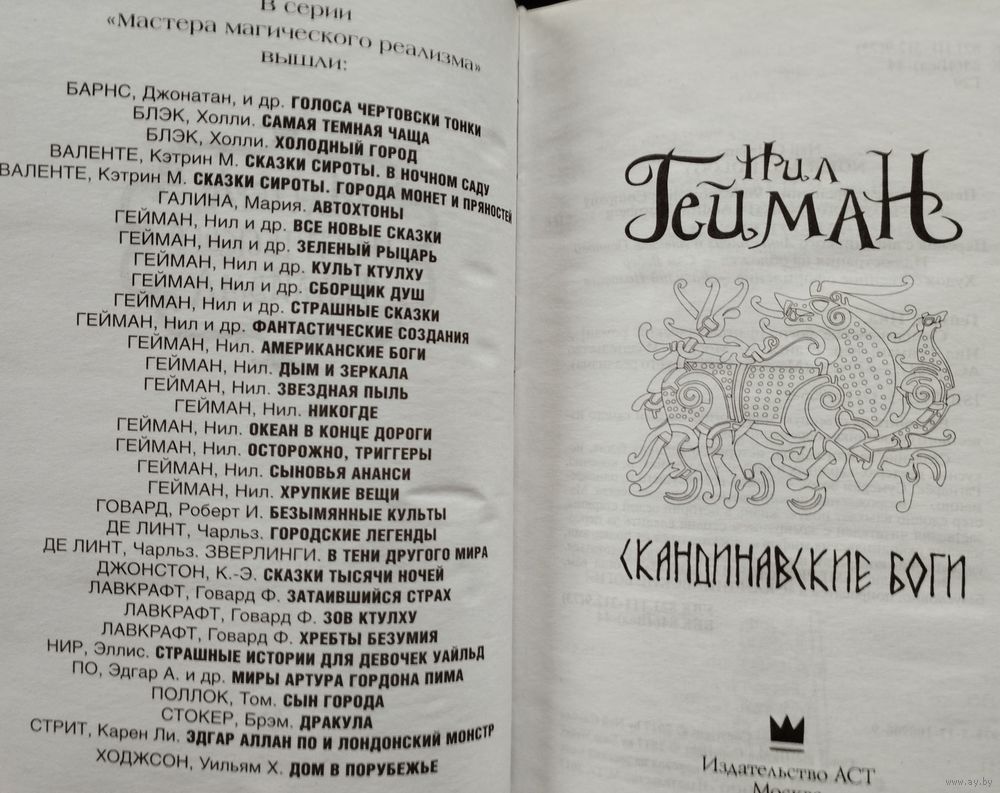 В серии
«Мастера магического реализма»
вышли:
БАРНС, Джонатан, и др. ГОЛОСА ЧЕРТОВСКИ ТОНКИ
БЛЭК, Холли. САМАЯ ТЕМНАЯ ЧАЩА
БЛЭК, Холли. ХОЛОДНЫЙ ГОРОД
ВАЛЕНТЕ, Кэтрин М. СКАЗКИ СИРОТЫ. В НОЧНОМ САДУ
ВАЛЕНТЕ, Кэтрин М. СКАЗКИ СИРОТЫ. ГОРОДА МОНЕТ И ПРЯНОСТЕЙ
ГАЛИНА, Мария. АВТОХТОНЫ
ГЕЙМАН, Нил и др. ВСЕ НОВЫЕ СКАЗКИ
ГЕЙМАН, Нил и др. ЗЕЛЕНЫЙ РЫЦАРЬ
ГЕЙМАН, Нил и др. КУЛЬТ КТУЛХУ
ГЕЙМАН, Нил и др. СБОРЩИК ДУШ
ГЕЙМАН, Нил и др. СТРАШНЫЕ СКАЗКИ
ГЕЙМАН, Нил и др. ФАНТАСТИЧЕСКИЕ СОЗДАНИЯ
ГЕЙМАН, Нил. АМЕРИКАНСКИЕ БОГИ
ГЕЙМАН, Нил. ДЫМ И ЗЕРКАЛА
ГЕЙМАН, Нил. ЗВЕЗДНАЯ ПЫЛЬ
ГЕЙМАН, Нил. НИКОГДЕ
ГЕЙМАН, Нил. ОКЕАН В КОНЦЕ ДОРОГИ
ГЕЙМАН, Нил. ОСТОРОЖНО, ТРИГГЕРЫ
ГЕЙМАН, Нил. СЫНОВЬЯ АНАНСИ
ГЕЙМАН, Нил. ХРУПКИЕ ВЕЩИ
ГОВАРД, Роберт И. БЕЗЫМЯННЫЕ КУЛЬТЫ
ДЕ ЛИНТ, Чарльз. ГОРОДСКИЕ ЛЕГЕНДЫ
ДЕ ЛИНТ, Чарльз. ЗВЕРЛИНГИ. В ТЕНИ ДРУГОГО МИРА
ДЖОНСТОН, К.-Э. СКАЗКИ ТЫСЯЧИ НОЧЕЙ
ЛАВКРАФТ, Говард Ф. ЗАТАИВШИЙСЯ СТРАХ
ЛАВКРАФТ, Говард Ф. ЗОВ КТУЛХУ
ЛАВКРАФТ, Говард Ф. ХРЕБТЫ БЕЗУМИЯ
НИР, Эллис. СТРАШНЫЕ ИСТОРИИ ДЛЯ ДЕВОЧЕК УАЙЛЬД
ПО, Эдгар А. и др. МИРЫ АРТУРА ГОРДОНА ПИМА
ПОЛЛОК, Том. СЫН ГОРОДА
СТОКЕР, Брэм. ДРАКУЛА
СТРИТ, Карен Ли. ЭДГАР АЛЛАН ПО И ЛОНДОНСКИЙ МОНСТР
ХОДЖСОН, Уильям Х. ДОМ В ПОРУБЕЖЬЕ
Нил
Гейман
СКАНДИНАВСКИЕ БОГИ
Издательство АСТ
Москва
www.ay.by